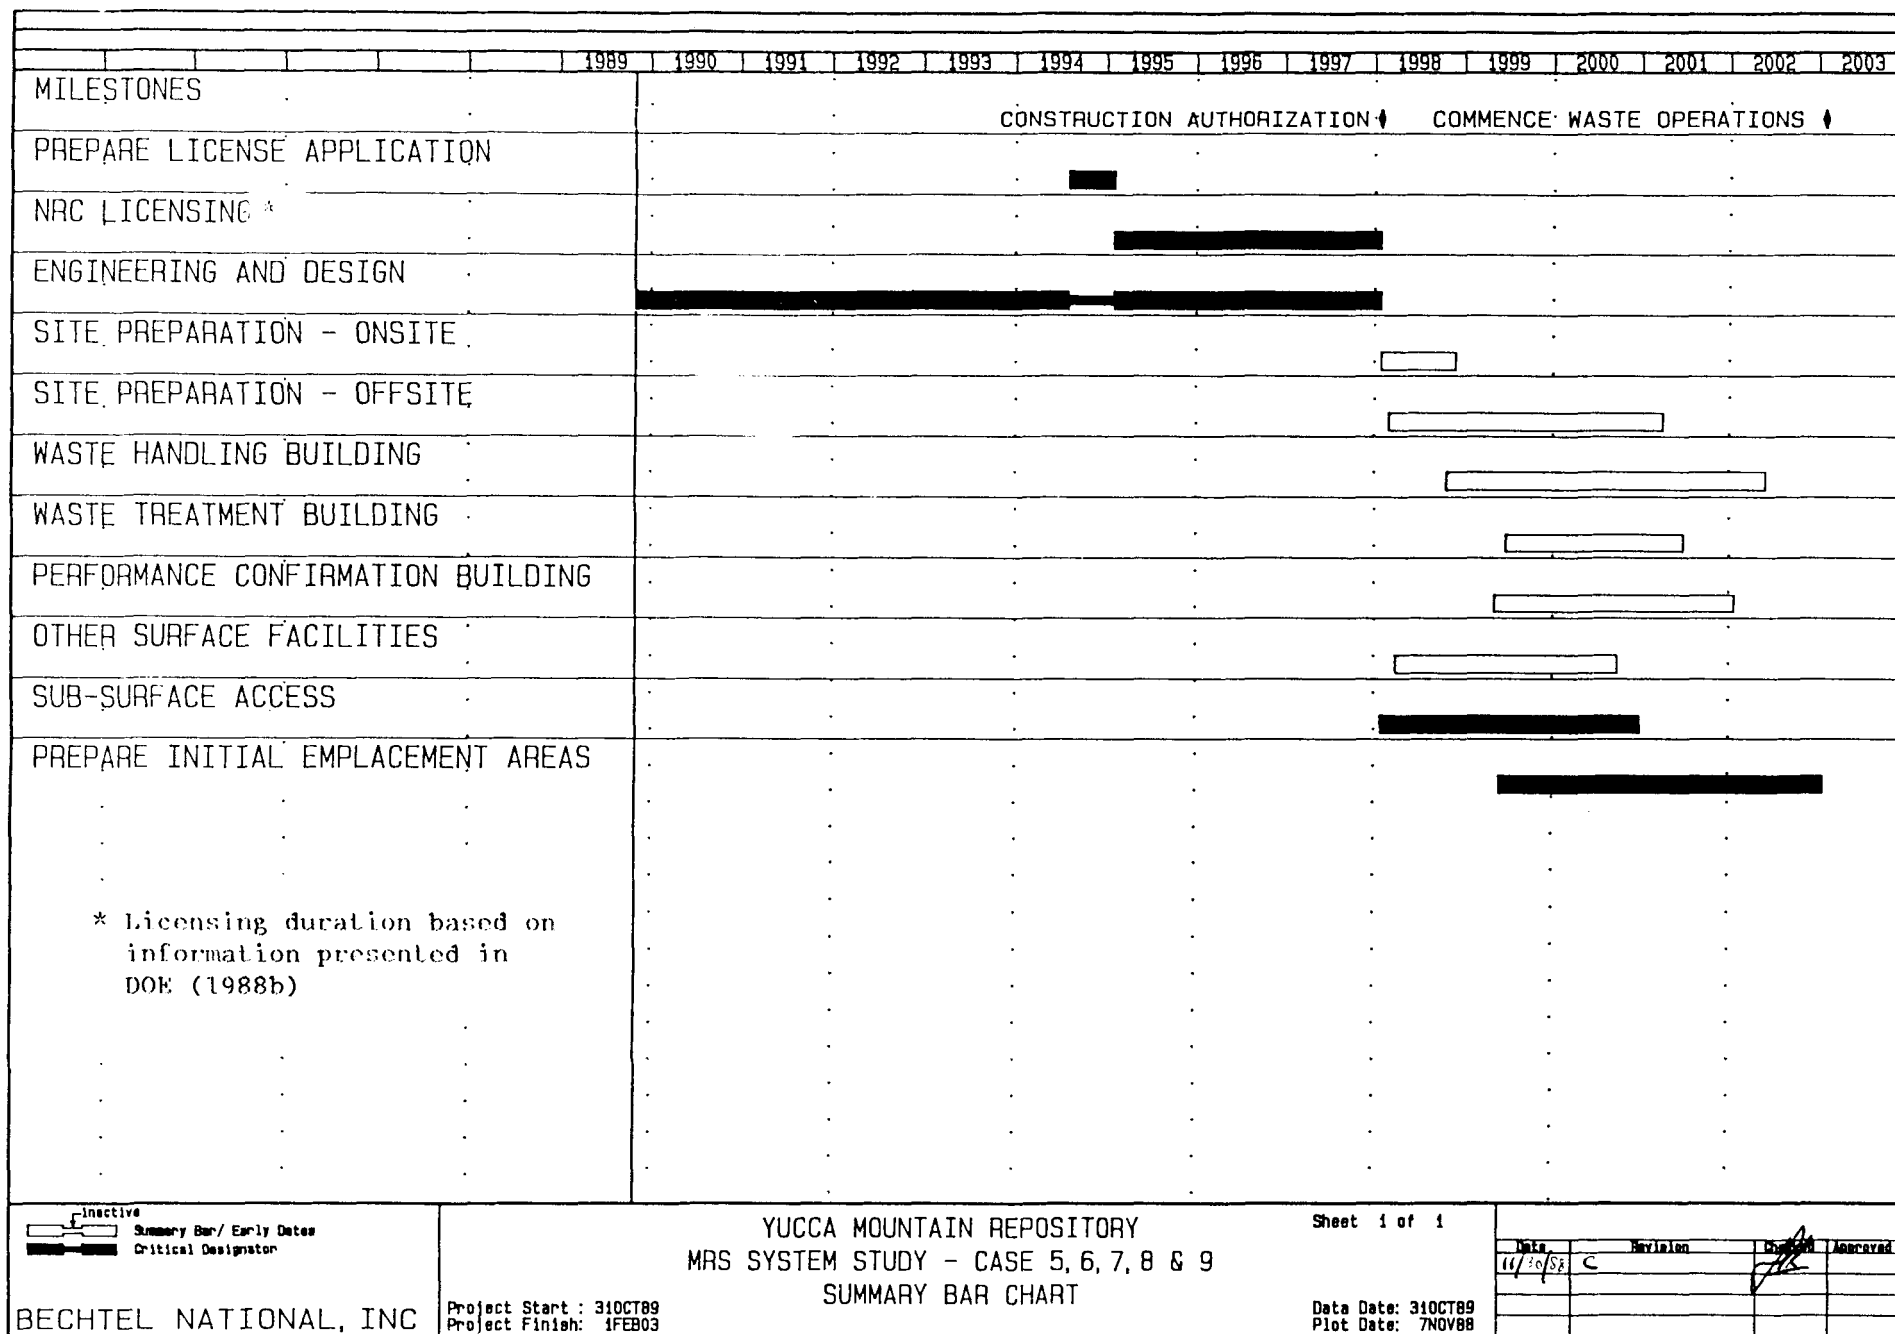 1989 1990 1991 1992 1993 1994 1995 1996 1997 1998 1999 2000 2001 2002 2003
MILESTONES
CONSTRUCTION AUTHORIZATION COMMENCE WASTE OPERATIONS
PREPARE LICENSE APPLICATION
NRC LICENSING *
ENGINEERING AND DESIGN
SITE PREPARATION - ONSITE
SITE PREPARATION - OFFSITE
WASTE HANDLING BUILDING
WASTE TREATMENT BUILDING
PERFORMANCE CONFIRMATION BUILDING
OTHER SURFACE FACILITIES
SUB-SURFACE ACCESS
PREPARE INITIAL EMPLACEMENT AREAS
* Licensing duration based on
information presented in
DOE (1988b)
Inactive
Summary Bar/ Early Dates
Critical Designator
BECHTEL NATIONAL, INC
YUCCA MOUNTAIN REPOSITORY
MRS SYSTEM STUDY - CASE 5, 6, 7, 8 & 9
SUMMARY BAR CHART
Project Start : 31OCT89
Project Finish: 1FEB03
Sheet 1 of 1
Data Date: 31OCT89
Plot Date: 7NOV88
Date Revision Checked Approved
11/30/88 C